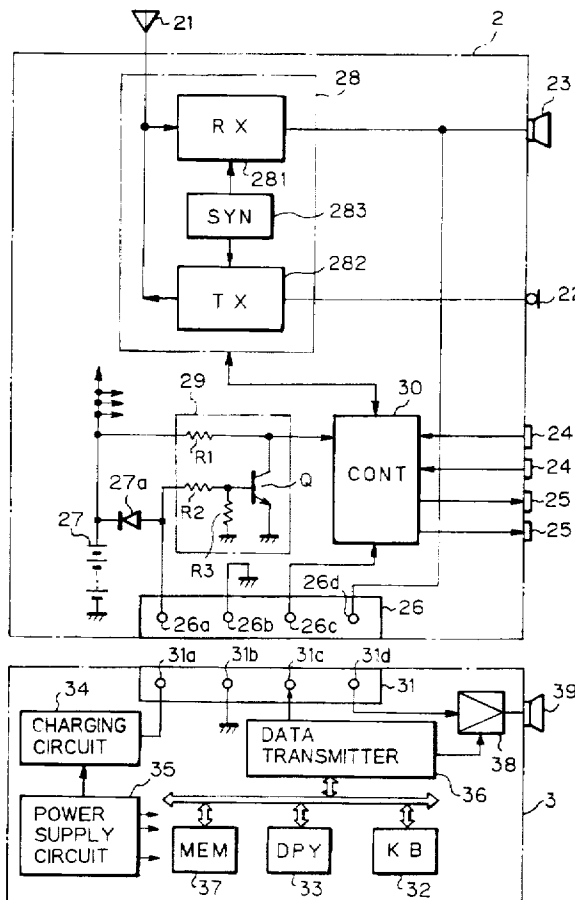 21
2
23
28
RX
281
SYN
283
282
TX
22
29
30
R1
24
CONT
24
27a
Q
R2
25
27
25
R3
26d
26
26a
26b
26c
31a
31b
31c
31d
34
31
39
CHARGING
CIRCUIT
DATA
TRANSMITTER
38
35
36
3
POWER
SUPPLY
CIRCUIT
MEM
DPY
KB
37
33
32